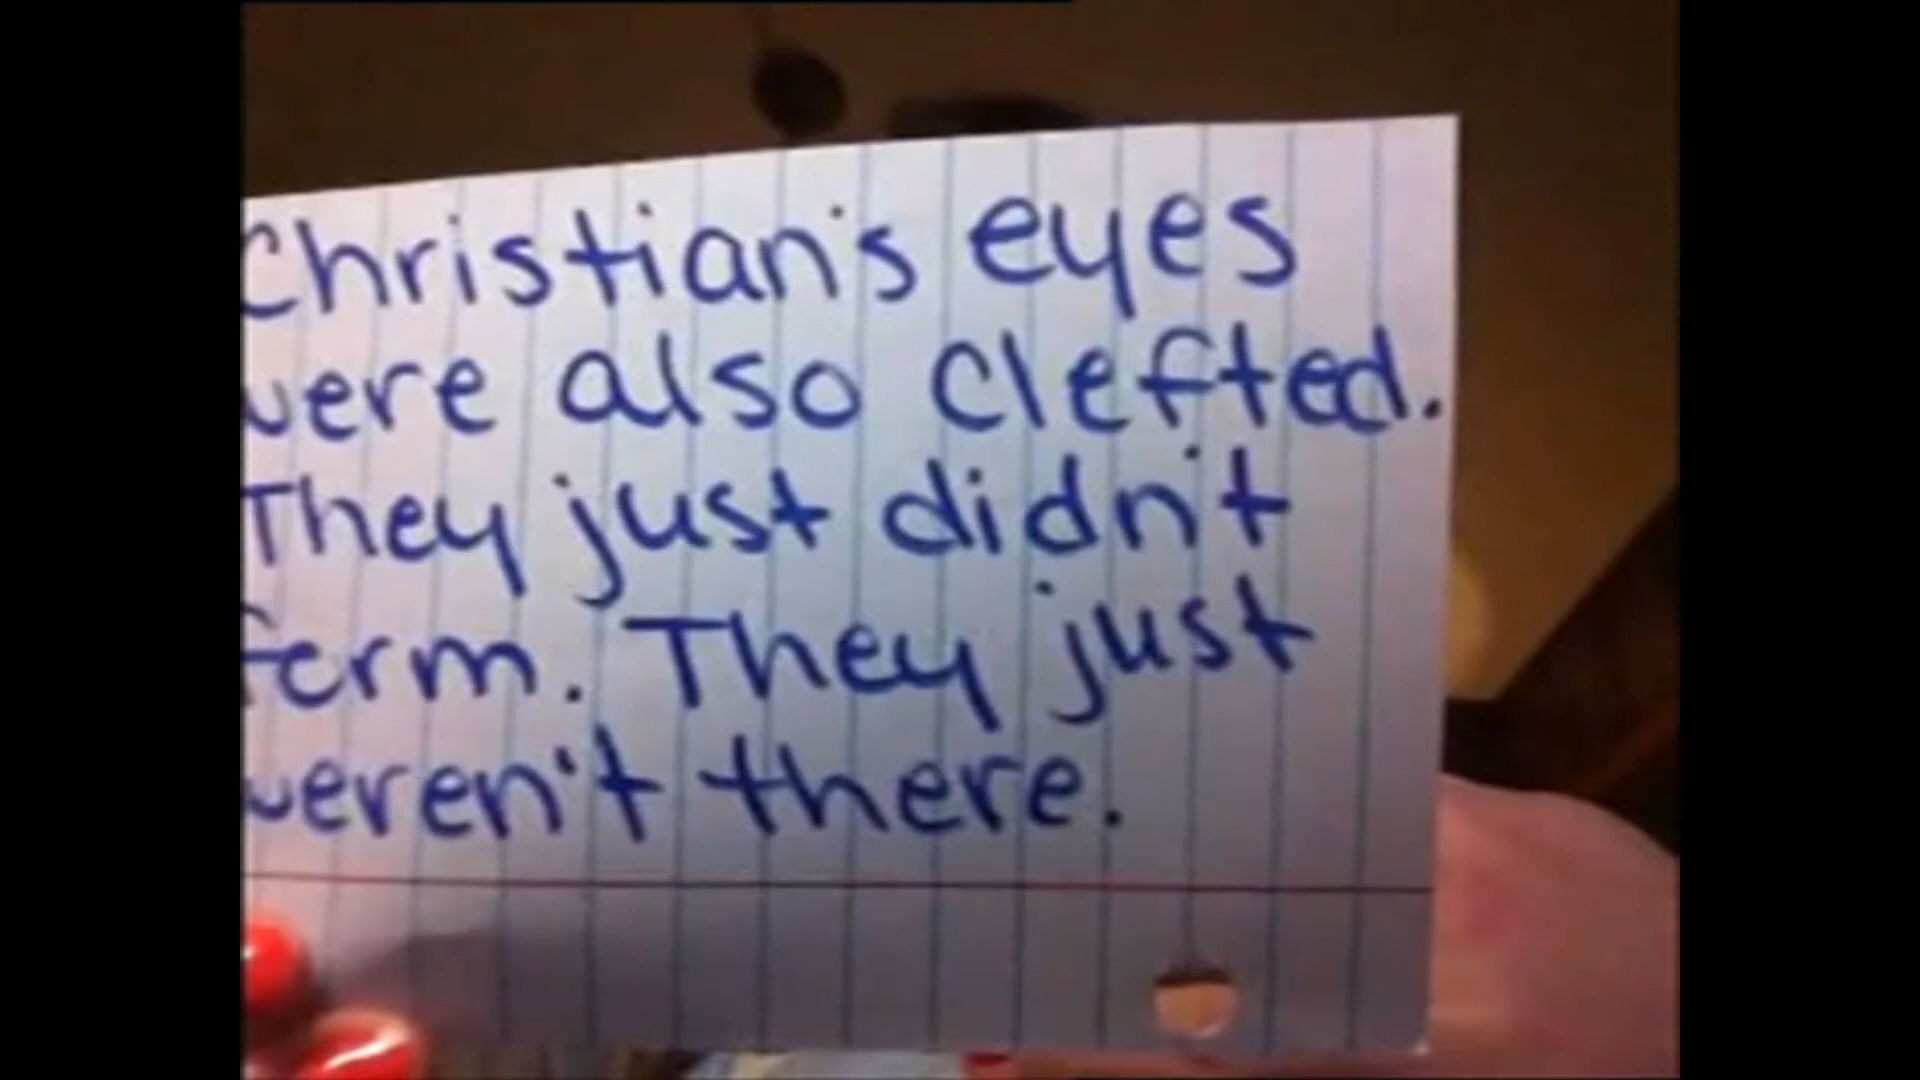 Christian's eyes
were also clefted.
They just didn't
form. They just
weren't there.